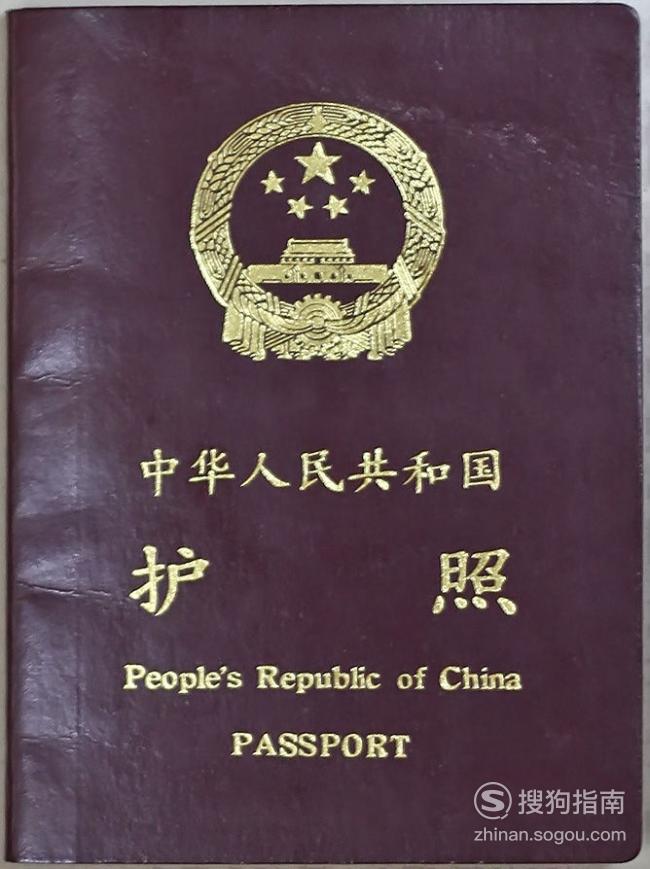 中华人民共和国
护照
People's Republic of China
PASSPORT
搜狗指南
zhinan.sogou.com